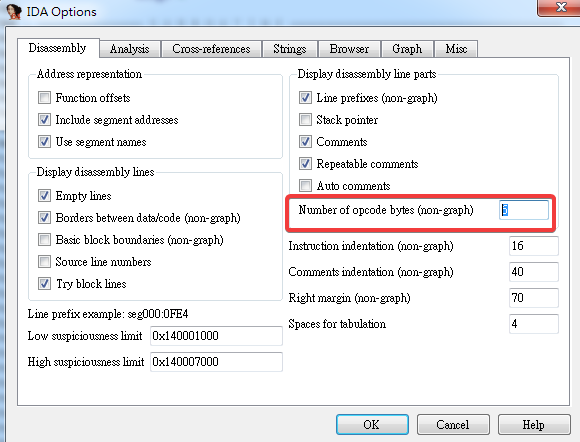 IDA Options
Disassembly
Analysis
Cross-references
Strings
Browser
Graph
Misc
Address representation
Function offsets
Include segment addresses
Use segment names
Display disassembly lines
Empty lines
Borders between data/code (non-graph)
Basic block boundaries (non-graph)
Source line numbers
Try block lines
Line prefix example: seg000:0FE4
Low suspiciousness limit 0x140001000
High suspiciousness limit 0x140007000
Display disassembly line parts
Line prefixes (non-graph)
Stack pointer
Comments
Repeatable comments
Auto comments
Number of opcode bytes (non-graph) 5
Instruction indentation (non-graph) 16
Comments indentation (non-graph) 40
Right margin (non-graph) 70
Spaces for tabulation 4
OK
Cancel
Help